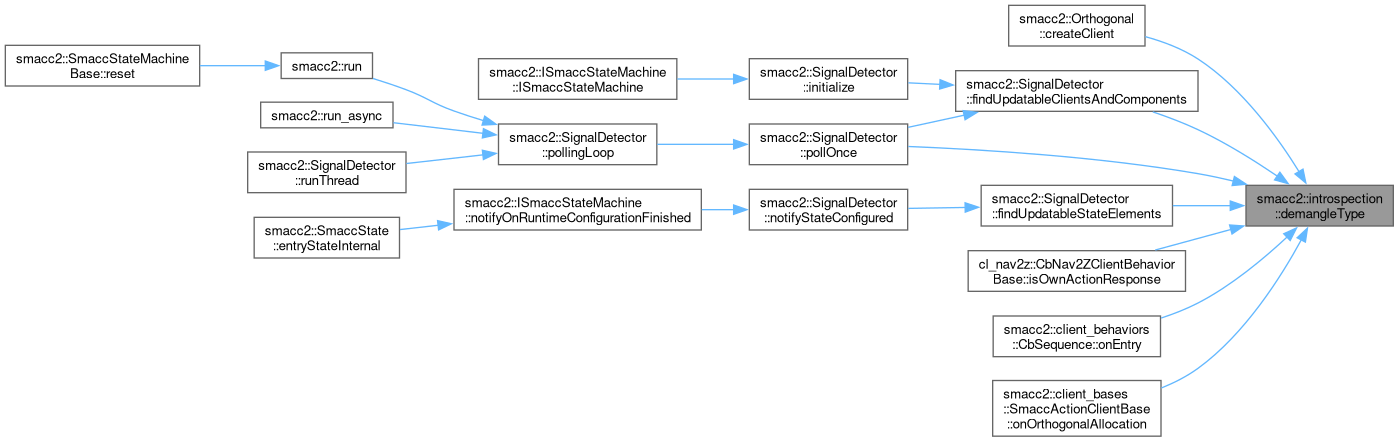 smacc2::SmaccStateMachine
Base::reset
smacc2::run
smacc2::run_async
smacc2::SignalDetector
::runThread
smacc2::SmaccState
::entryStateInternal
smacc2::ISmaccStateMachine
::ISmaccStateMachine
smacc2::SignalDetector
::pollingLoop
smacc2::ISmaccStateMachine
::notifyOnRuntimeConfigurationFinished
smacc2::SignalDetector
::initialize
smacc2::SignalDetector
::pollOnce
smacc2::SignalDetector
::notifyStateConfigured
smacc2::Orthogonal
::createClient
smacc2::SignalDetector
::findUpdatableClientsAndComponents
smacc2::SignalDetector
::findUpdatableStateElements
cl_nav2z::CbNav2ZClientBehavior
Base::isOwnActionResponse
smacc2::client_behaviors
::CbSequence::onEntry
smacc2::client_bases
::SmaccActionClientBase
::onOrthogonalAllocation
smacc2::introspection
::demangleType